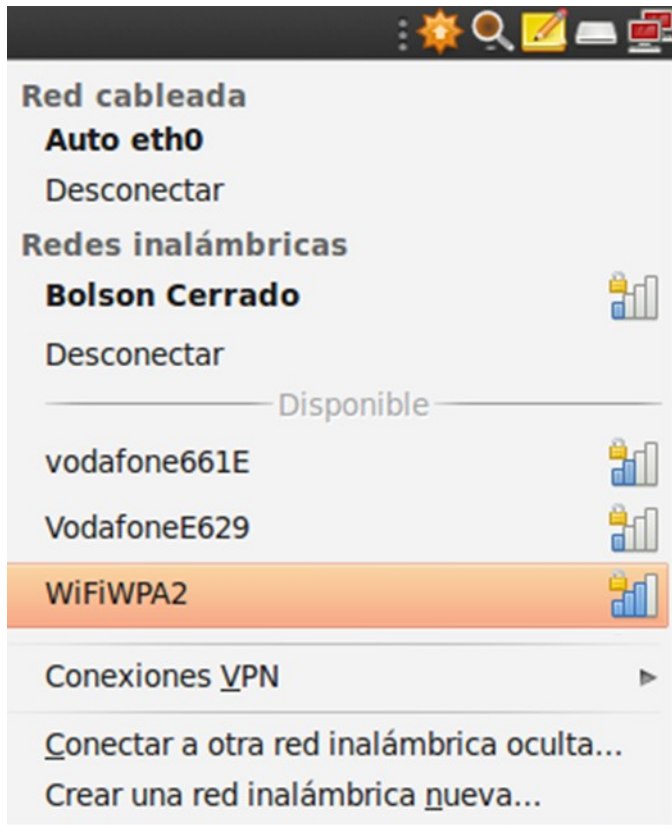 Red cableada
Auto eth0
Desconectar
Redes inalámbricas
Bolson Cerrado
Desconectar
Disponible
vodafone661E
VodafoneE629
WiFiWPA2
Conexiones VPN
Conectar a otra red inalámbrica oculta...
Crear una red inalámbrica nueva...